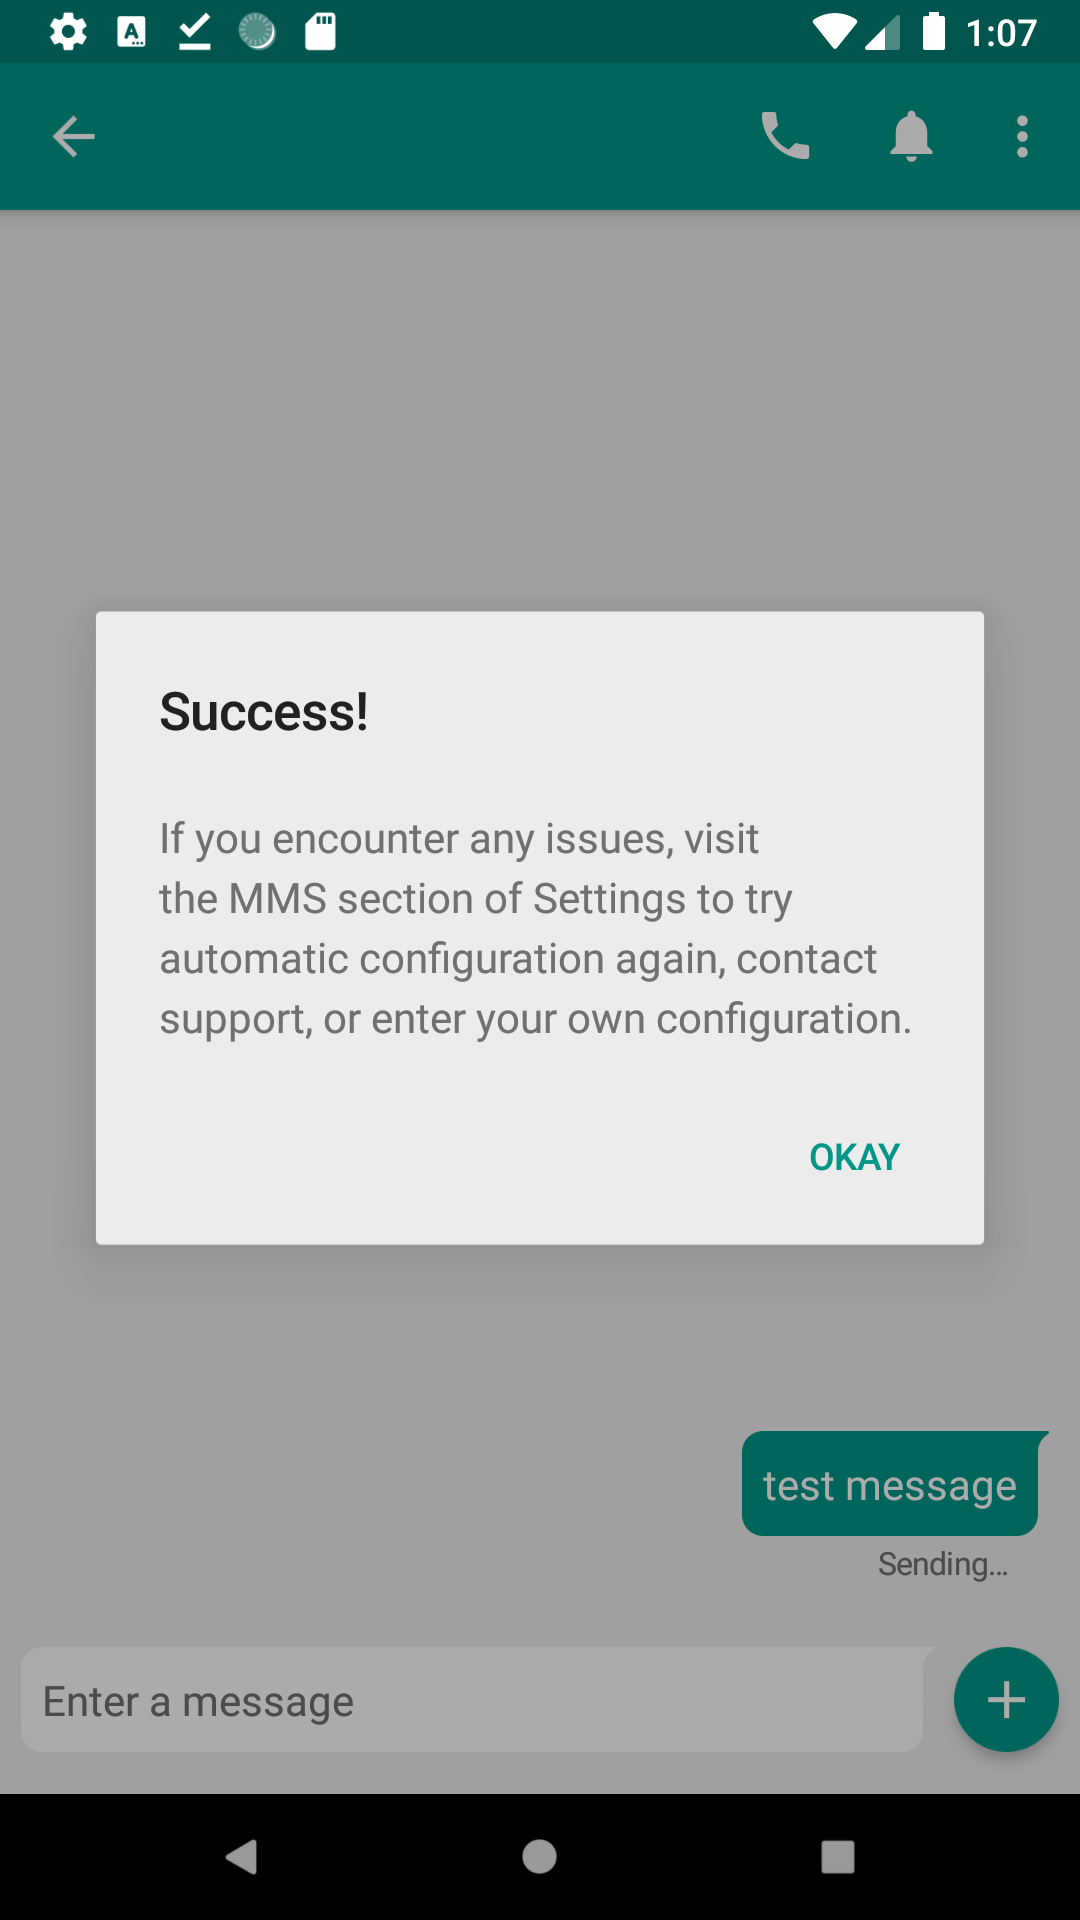 1:07
Success!
If you encounter any issues, visit
the MMS section of Settings to try
automatic configuration again, contact
support, or enter your own configuration.
OKAY
test message
Sending…
Enter a message